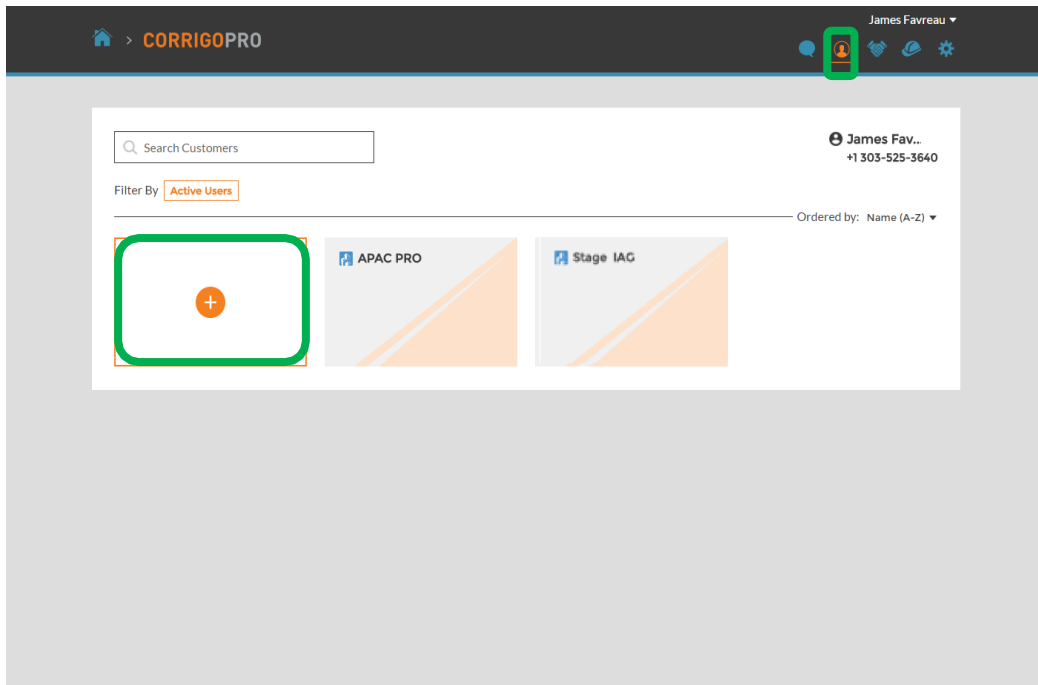 James Favreau
> CORRIGOPRO
Search Customers
James Fav...
+1 303-525-3640
Filter By Active Users
Ordered by: Name (A-Z)
APAC PRO
Stage IAG